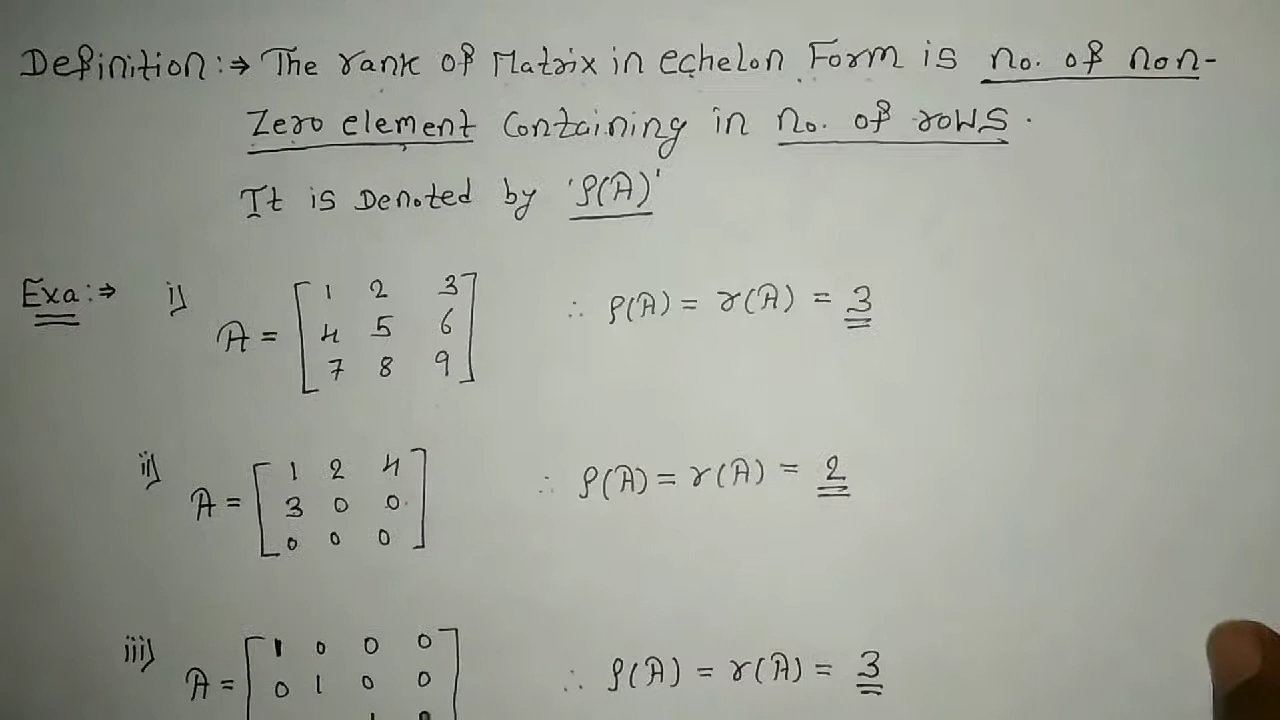 Definition :→ The rank of Matrix in echelon Form is no. of non-
Zero element Containing in no. of rows.
It is Denoted by 'ρ(A)'
Exa :⇒ i) A = [ 1 2 3 ∴ ρ(A) = r(A) = 3
4 5 6
7 8 9 ]
ii) A = [ 1 2 4 ∴ ρ(A) = r(A) = 2
3 0 0
0 0 0 ]
iii) A = [ 1 0 0 0 ∴ ρ(A) = r(A) = 3
0 1 0 0